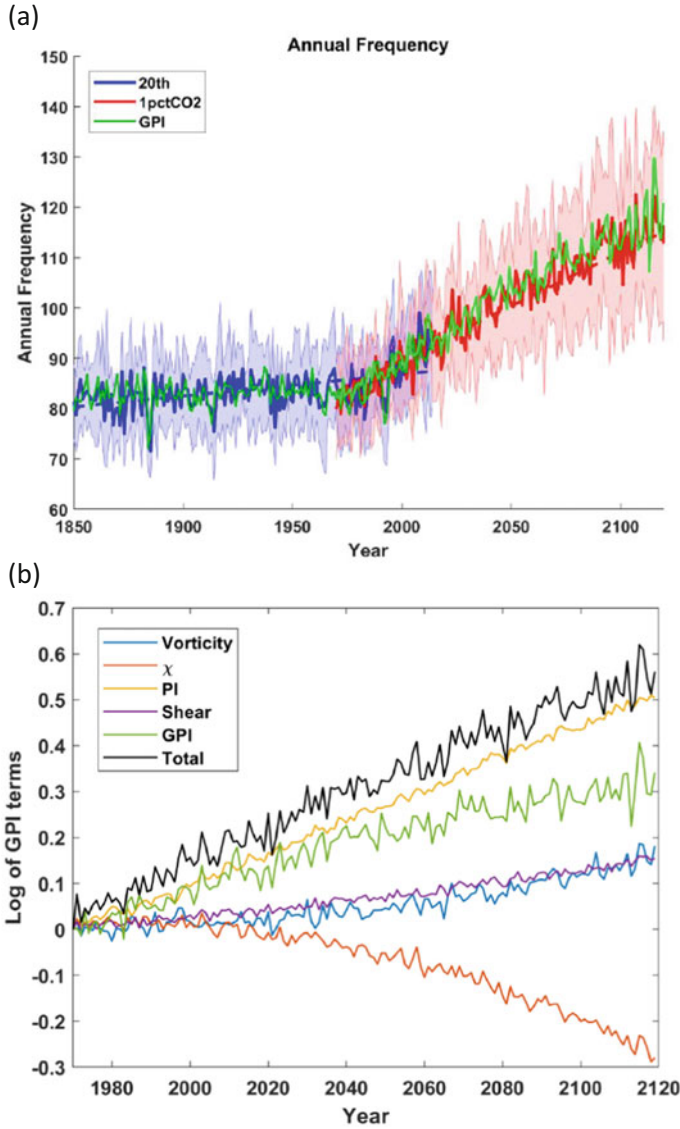 (a)
Annual Frequency
150
140
130
120
110
100
90
80
70
60
Annual Frequency
20th
1pctCO2
GPI
1850
1900
1950
2000
2050
2100
Year
(b)
0.7
0.6
0.5
0.4
0.3
0.2
0.1
0
-0.1
-0.2
-0.3
Log of GPI terms
Vorticity
χ
PI
Shear
GPI
Total
1980
2000
2020
2040
2060
2080
2100
2120
Year